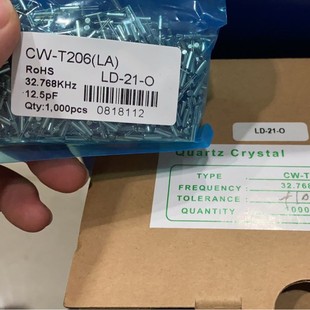 CW-T206(LA)
RoHS
LD-21-O
32.768KHz
12.5pF
Qty:1,000pcs
0818112
LD-21-O
Quartz Crystal
TYPE CW-T
FREQUENCY 32.768
TOLERANCE
QUANTITY